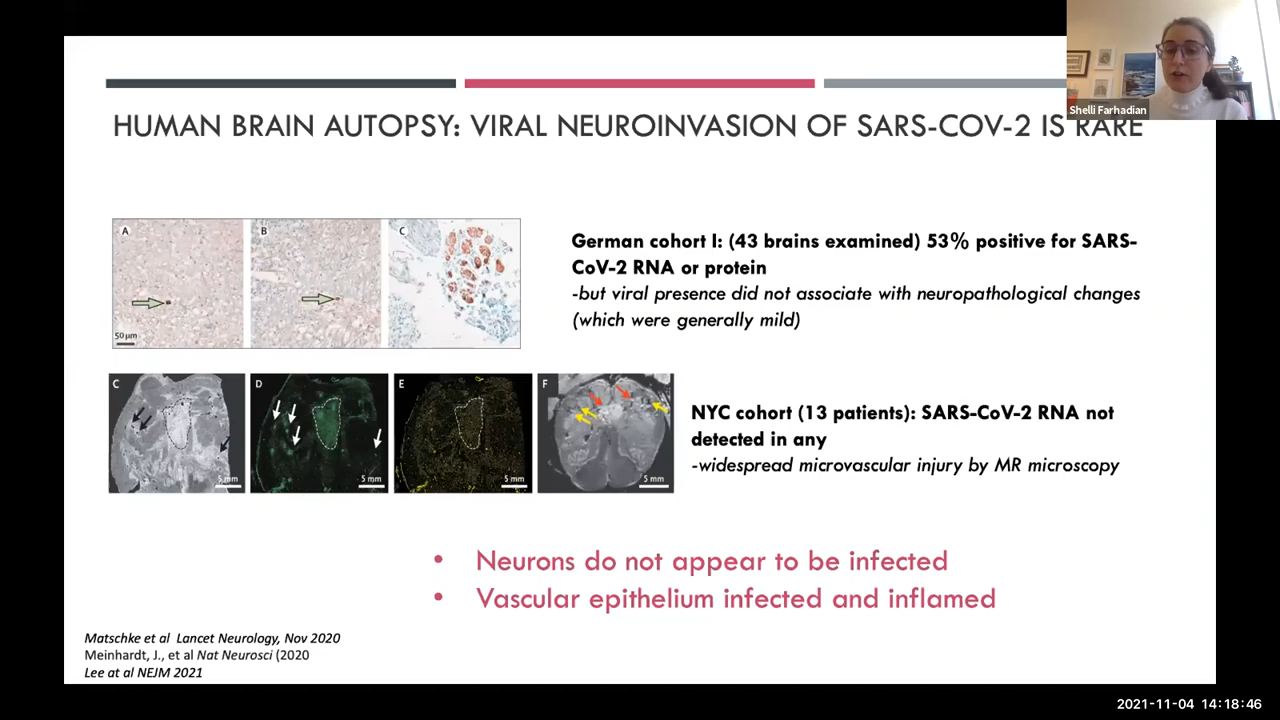 Shelli Farhadian
HUMAN BRAIN AUTOPSY: VIRAL NEUROINVASION OF SARS-COV-2 IS RARE
A
B
C
50 µm
German cohort I: (43 brains examined) 53% positive for SARS-
CoV-2 RNA or protein
-but viral presence did not associate with neuropathological changes
(which were generally mild)
C
D
E
F
5 mm
5 mm
5 mm
5 mm
NYC cohort (13 patients): SARS-CoV-2 RNA not
detected in any
-widespread microvascular injury by MR microscopy
• Neurons do not appear to be infected
• Vascular epithelium infected and inflamed
Matschke et al Lancet Neurology, Nov 2020
Meinhardt, J., et al Nat Neurosci (2020
Lee at al NEJM 2021
2021-11-04 14:18:46